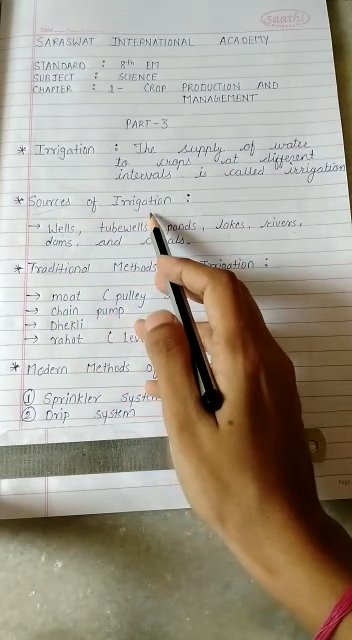 saathi
SARASWAT INTERNATIONAL ACADEMY
STANDARD : 8th EM
SUBJECT : SCIENCE
CHAPTER : 1- CROP PRODUCTION AND
MANAGEMENT
PART-3
* Irrigation : The supply of water
to crops at different
intervals is called irrigation
* Sources of Irrigation :
→ Wells, tubewells, ponds, lakes, rivers,
dams, and
* Traditional Methods Irrigation :
→ moat (pulley
→ chain pump
→ Dhekli
→ rahat (
* Modern Methods
① Sprinkler System
② Drip system